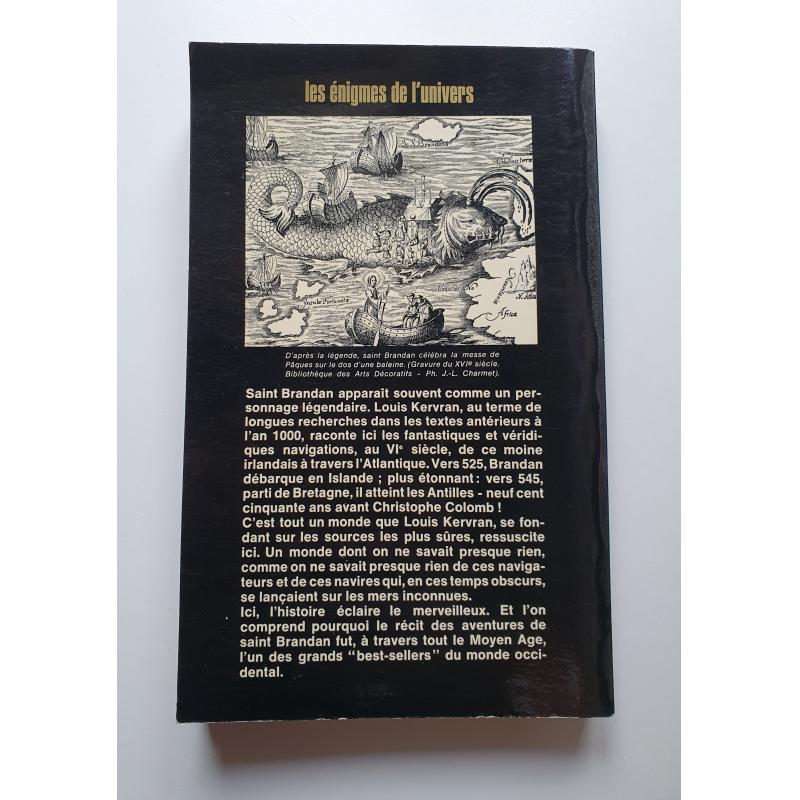 les énigmes de l'univers
Africa
D'après la légende, saint Brandan célébra la messe de
Pâques sur le dos d'une baleine. (Gravure du XVIe siècle.
Bibliothèque des Arts Décoratifs - Ph. J.-L. Charmet).
Saint Brandan apparaît souvent comme un per-
sonnage légendaire. Louis Kervran, au terme de
longues recherches dans les textes antérieurs à
l'an 1000, raconte ici les fantastiques et véridi-
ques navigations, au VIe siècle, de ce moine
irlandais à travers l'Atlantique. Vers 525, Brandan
débarque en Islande ; plus étonnant : vers 545,
parti de Bretagne, il atteint les Antilles - neuf cent
cinquante ans avant Christophe Colomb !
C'est tout un monde que Louis Kervran, se fon-
dant sur les sources les plus sûres, ressuscite
ici. Un monde dont on ne savait presque rien,
comme on ne savait presque rien de ces naviga-
teurs et de ces navires qui, en ces temps obscurs,
se lançaient sur les mers inconnues.
Ici, l'histoire éclaire le merveilleux. Et l'on
comprend pourquoi le récit des aventures de
saint Brandan fut, à travers tout le Moyen Age,
l'un des grands "best-sellers" du monde occi-
dental.